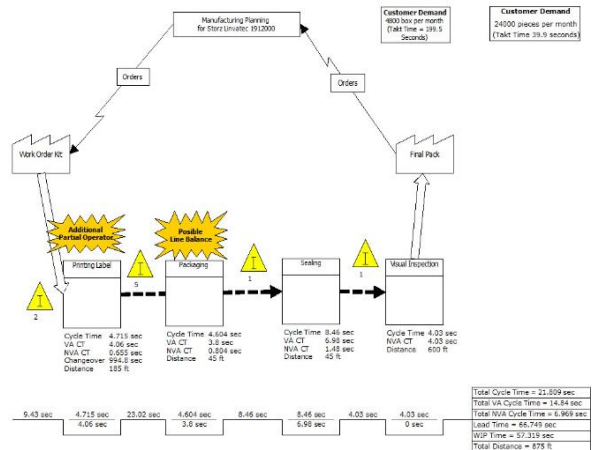 Manufacturing Planning
for Storz Linvatec 1912000
Customer Demand
4800 box per month
(Takt Time = 199.5
Seconds)
Customer Demand
24000 pieces per month
(Takt Time 39.9 seconds)
Orders
Orders
Work Order Kit
Final Pack
Additional
Partial Operator
Posible
Line Balance
Printing Label
I
5
Packaging
I
1
Sealing
I
1
Visual Inspection
I
2
Cycle Time 4.715 sec
VA CT 4.06 sec
NVA CT 0.655 sec
Changeover 994.8 sec
Distance 185 ft
Cycle Time 4.604 sec
VA CT 3.8 sec
NVA CT 0.804 sec
Distance 45 ft
Cycle Time 8.46 sec
VA CT 6.98 sec
NVA CT 1.48 sec
Distance 45 ft
Cycle Time 4.03 sec
NVA CT 4.03 sec
Distance 600 ft
9.43 sec 4.715 sec 23.02 sec 4.604 sec 8.46 sec 8.46 sec 4.03 sec 4.03 sec
4.06 sec 3.8 sec 6.98 sec 0 sec
Total Cycle Time = 21.809 sec
Total VA Cycle Time = 14.84 sec
Total NVA Cycle Time = 6.969 sec
Lead Time = 66.749 sec
WIP Time = 57.319 sec
Total Distance = 875 ft